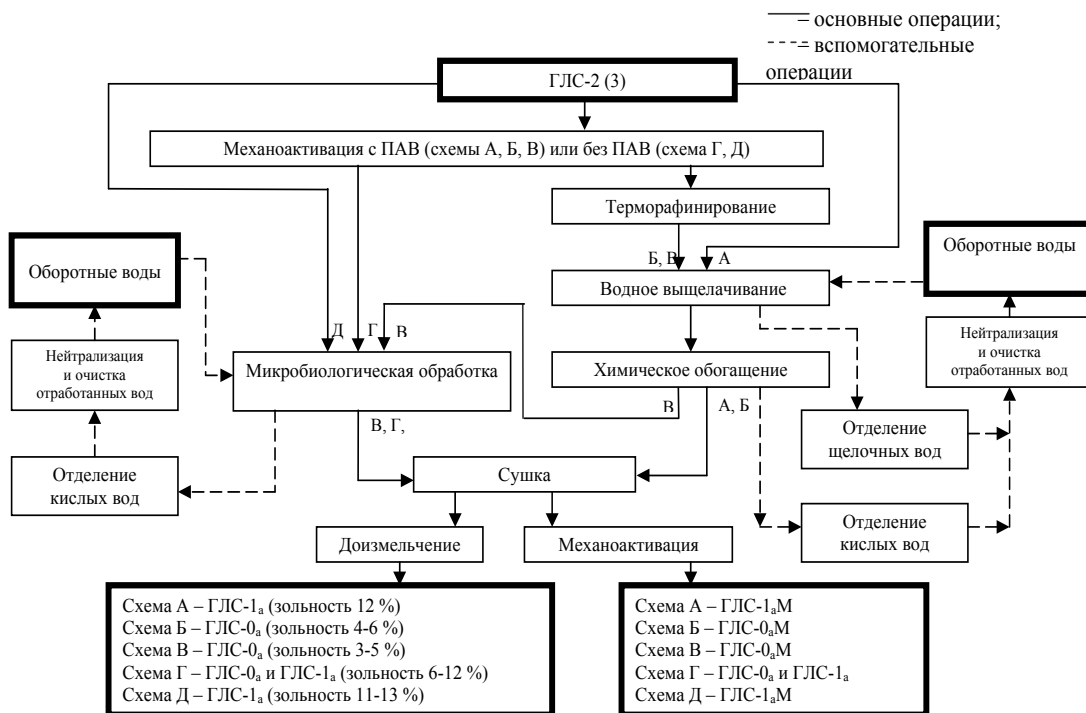 – основные операции;
– вспомогательные
операции
ГЛС-2 (3)
Механоактивация с ПАВ (схемы А, Б, В) или без ПАВ (схема Г, Д)
Терморафинирование
Оборотные воды
Б, В
А
Оборотные воды
Водное выщелачивание
Д
Г
В
Нейтрализация
и очистка
отработанных вод
Нейтрализация
и очистка
отработанных вод
Микробиологическая обработка
Химическое обогащение
В
А, Б
В, Г,
Отделение
щелочных вод
Отделение
кислых вод
Сушка
Отделение
кислых вод
Доизмельчение
Механоактивация
Схема А – ГЛС-1а (зольность 12 %)
Схема Б – ГЛС-0а (зольность 4-6 %)
Схема В – ГЛС-0а (зольность 3-5 %)
Схема Г – ГЛС-0а и ГЛС-1а (зольность 6-12 %)
Схема Д – ГЛС-1а (зольность 11-13 %)
Схема А – ГЛС-1аМ
Схема Б – ГЛС-0аМ
Схема В – ГЛС-0аМ
Схема Г – ГЛС-0а и ГЛС-1а
Схема Д – ГЛС-1аМ